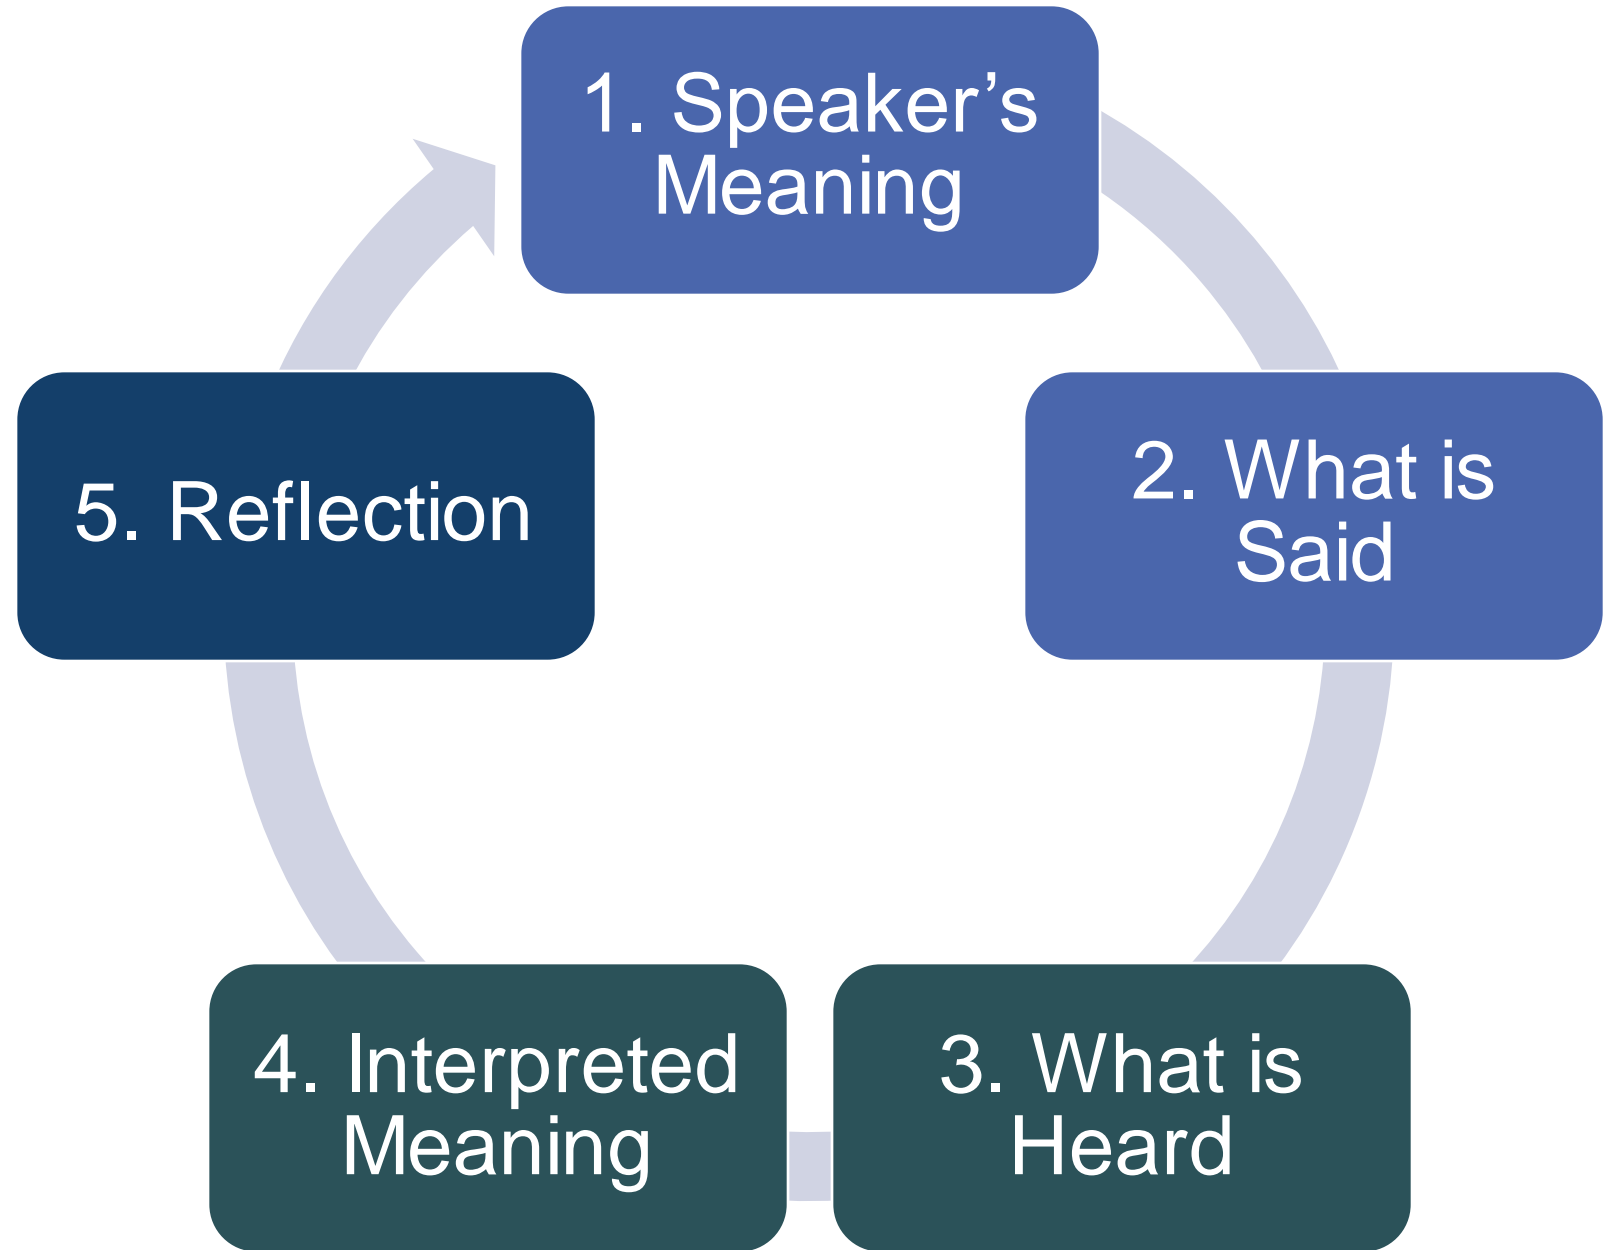 1. Speaker’s
Meaning
2. What is
Said
3. What is
Heard
4. Interpreted
Meaning
5. Reflection